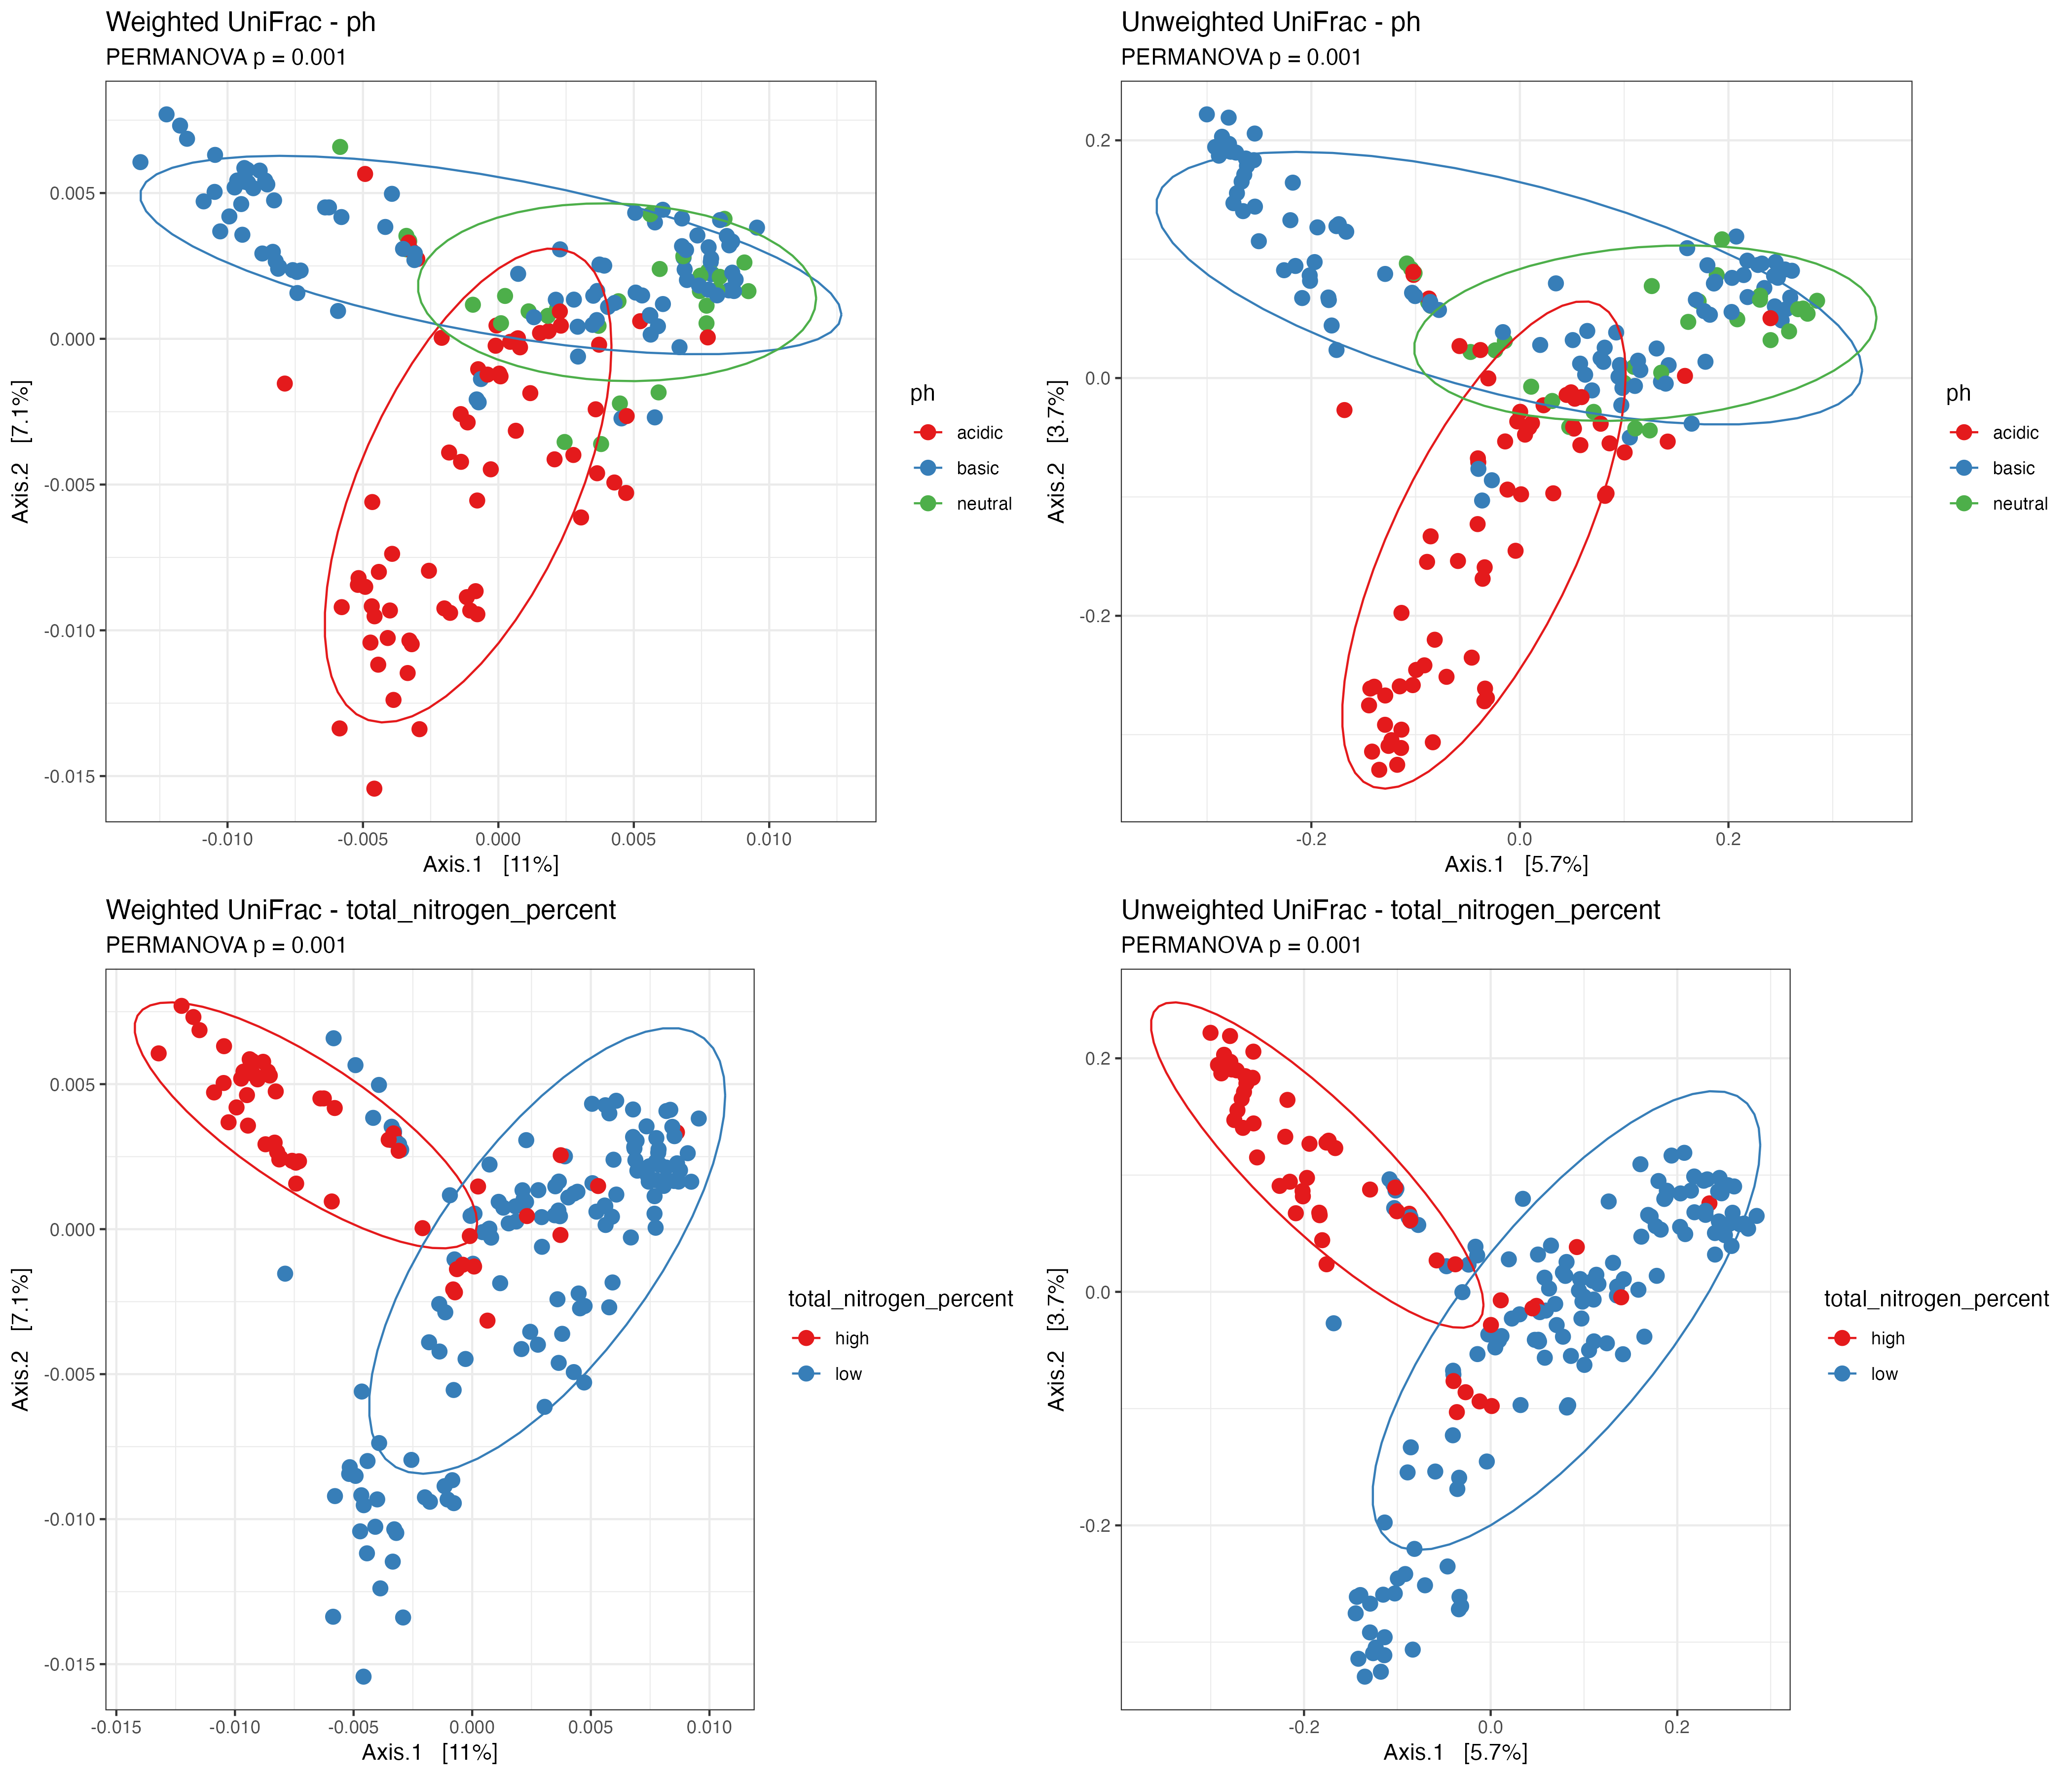 Weighted UniFrac - ph
PERMANOVA p = 0.001
0.005
0.000
-0.005
-0.010
-0.015
Axis.2 [7.1%]
-0.010 -0.005 0.000 0.005 0.010
Axis.1 [11%]
ph
acidic
basic
neutral
Unweighted UniFrac - ph
PERMANOVA p = 0.001
0.2
0.0
-0.2
Axis.2 [3.7%]
-0.2 0.0 0.2
Axis.1 [5.7%]
ph
acidic
basic
neutral
Weighted UniFrac - total_nitrogen_percent
PERMANOVA p = 0.001
0.005
0.000
-0.005
-0.010
-0.015
Axis.2 [7.1%]
-0.015 -0.010 -0.005 0.000 0.005 0.010
Axis.1 [11%]
total_nitrogen_percent
high
low
Unweighted UniFrac - total_nitrogen_percent
PERMANOVA p = 0.001
0.2
0.0
-0.2
Axis.2 [3.7%]
-0.2 0.0 0.2
Axis.1 [5.7%]
total_nitrogen_percent
high
low